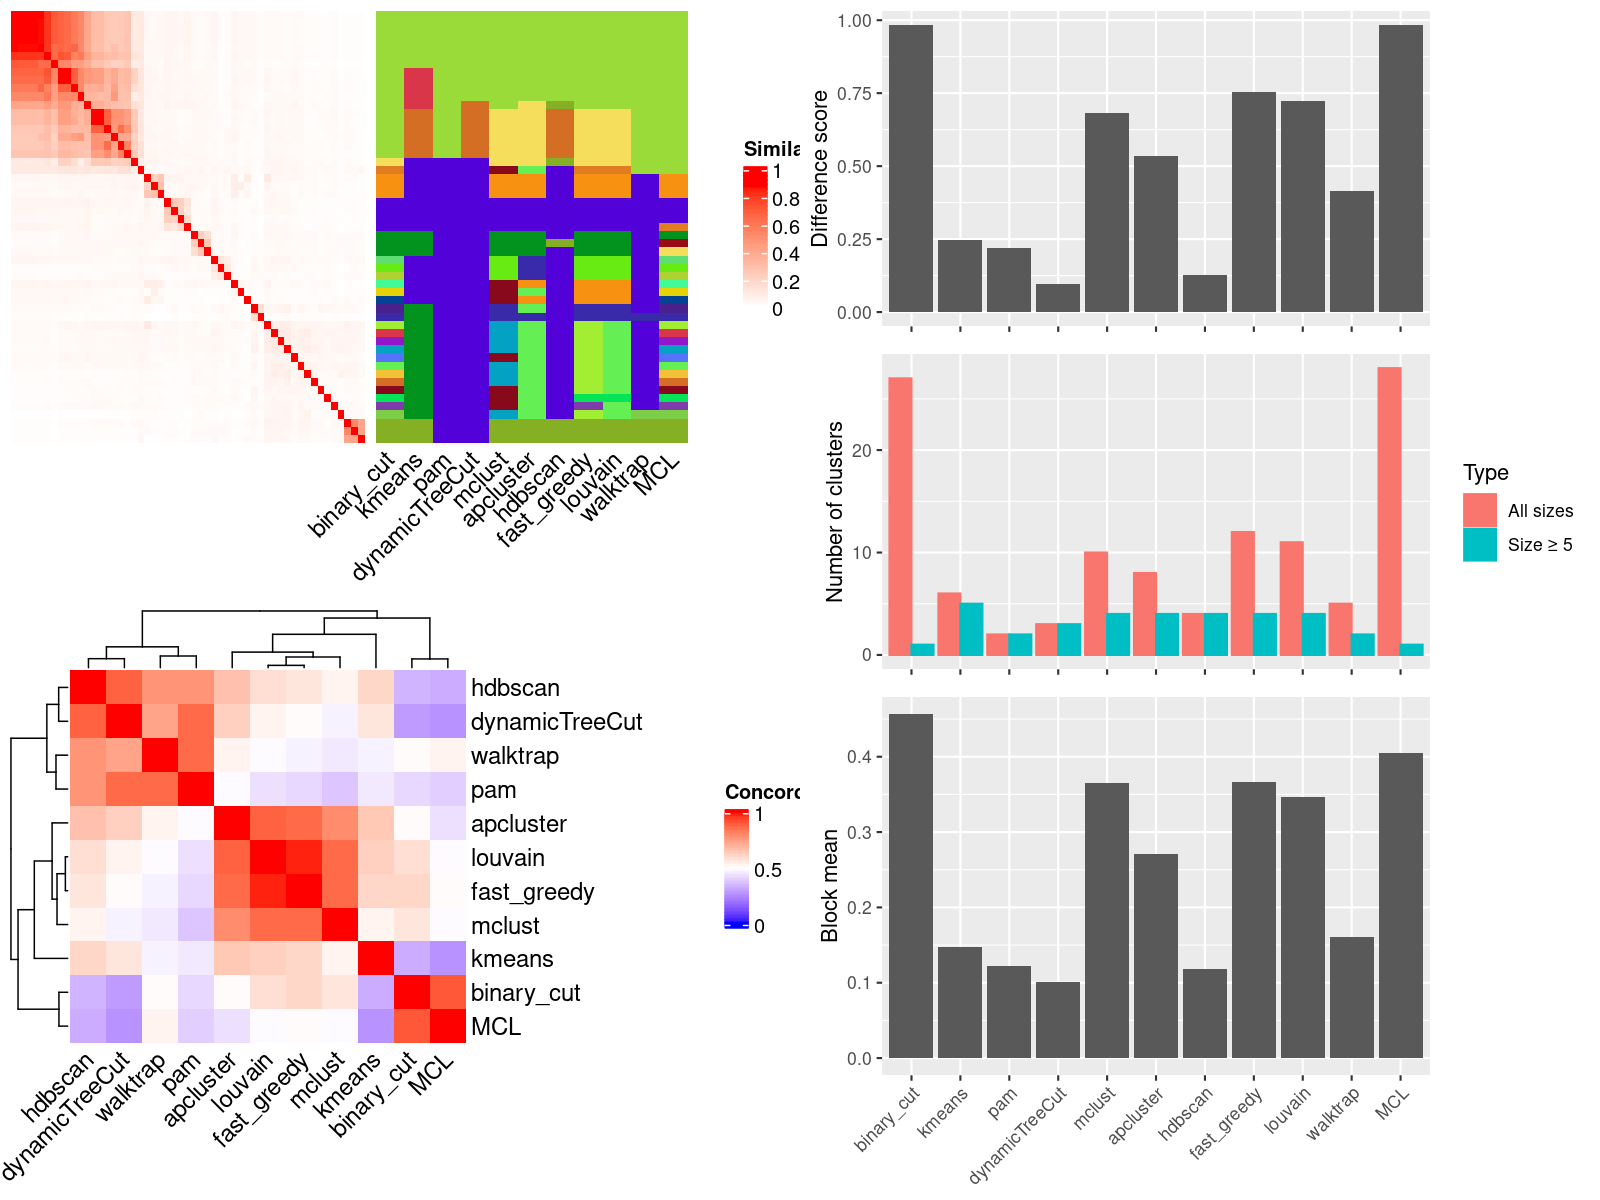 binary_cut
kmeans
pam
dynamicTreeCut
mclust
apcluster
hdbscan
fast_greedy
louvain
walktrap
MCL
Simila
1
0.8
0.6
0.4
0.2
0
Difference score
1.00
0.75
0.50
0.25
0.00
Number of clusters
20
10
0
Type
All sizes
Size ≥ 5
hdbscan
dynamicTreeCut
walktrap
pam
apcluster
louvain
fast_greedy
mclust
kmeans
binary_cut
MCL
hdbscan
dynamicTreeCut
walktrap
pam
apcluster
louvain
fast_greedy
mclust
kmeans
binary_cut
MCL
Concord
1
0.5
0
Block mean
0.4
0.3
0.2
0.1
0.0
binary_cut
kmeans
pam
dynamicTreeCut
mclust
apcluster
hdbscan
fast_greedy
louvain
walktrap
MCL